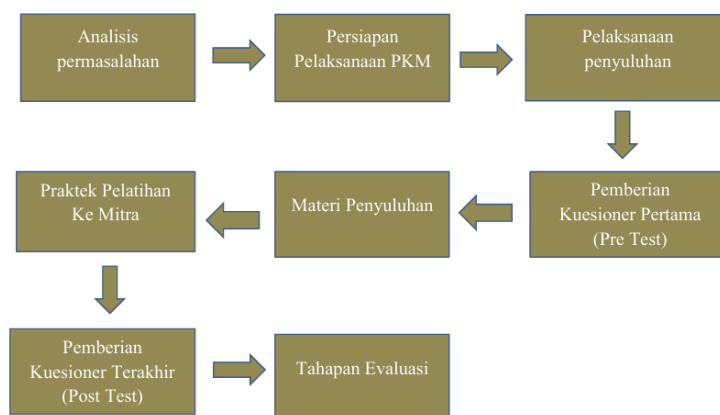 Analisis
permasalahan
Persiapan
Pelaksanaan PKM
Pelaksanaan
penyuluhan
Pemberian
Kuesioner Pertama
(Pre Test)
Materi Penyuluhan
Praktek Pelatihan
Ke Mitra
Pemberian
Kuesioner Terakhir
(Post Test)
Tahapan Evaluasi